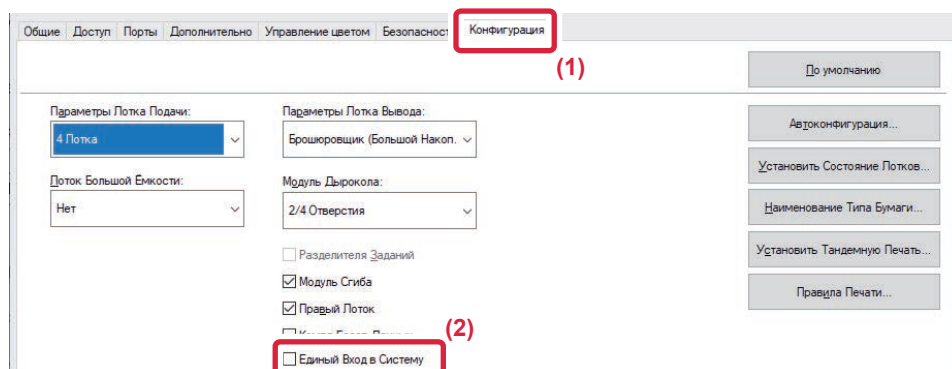 Общие Доступ Порты Дополнительно Управление цветом Безопасност Конфигурация
(1)
По умолчанию
Параметры Лотка Подачи:
4 Лотка
Лоток Большой Ёмкости:
Нет
Параметры Лотка Вывода:
Брошюровщик (Большой Накоп.
Модуль Дырокола:
2/4 Отверстия
Разделителя Заданий
Модуль Сгиба
Правый Лоток
(2)
Единый Вход в Систему
Автоконфигурация...
Установить Состояние Лотков...
Наименование Типа Бумаги...
Установить Тандемную Печать...
Правила Печати...